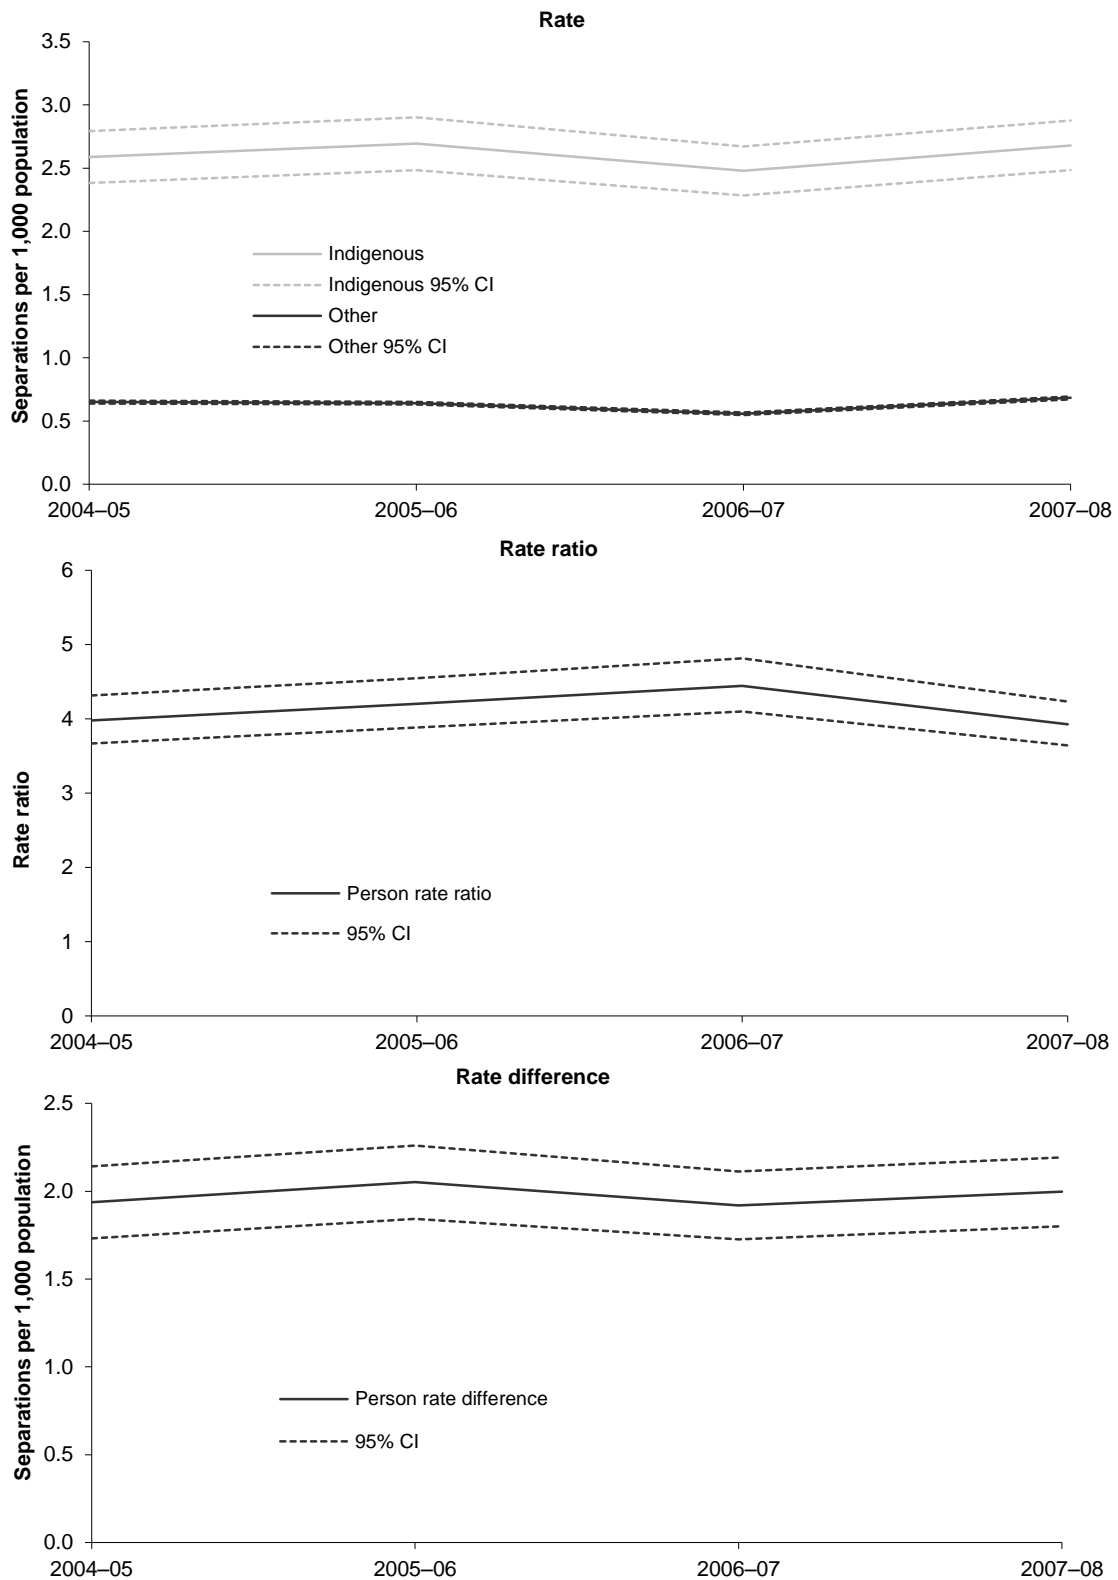 Rate
Separations per 1,000 population
3.5
3.0
2.5
2.0
1.5
1.0
0.5
0.0
Indigenous
Indigenous 95% CI
Other
Other 95% CI
2004–05 2005–06 2006–07 2007–08
Rate ratio
Rate ratio
6
5
4
3
2
1
0
Person rate ratio
95% CI
2004–05 2005–06 2006–07 2007–08
Rate difference
Separations per 1,000 population
2.5
2.0
1.5
1.0
0.5
0.0
Person rate difference
95% CI
2004–05 2005–06 2006–07 2007–08